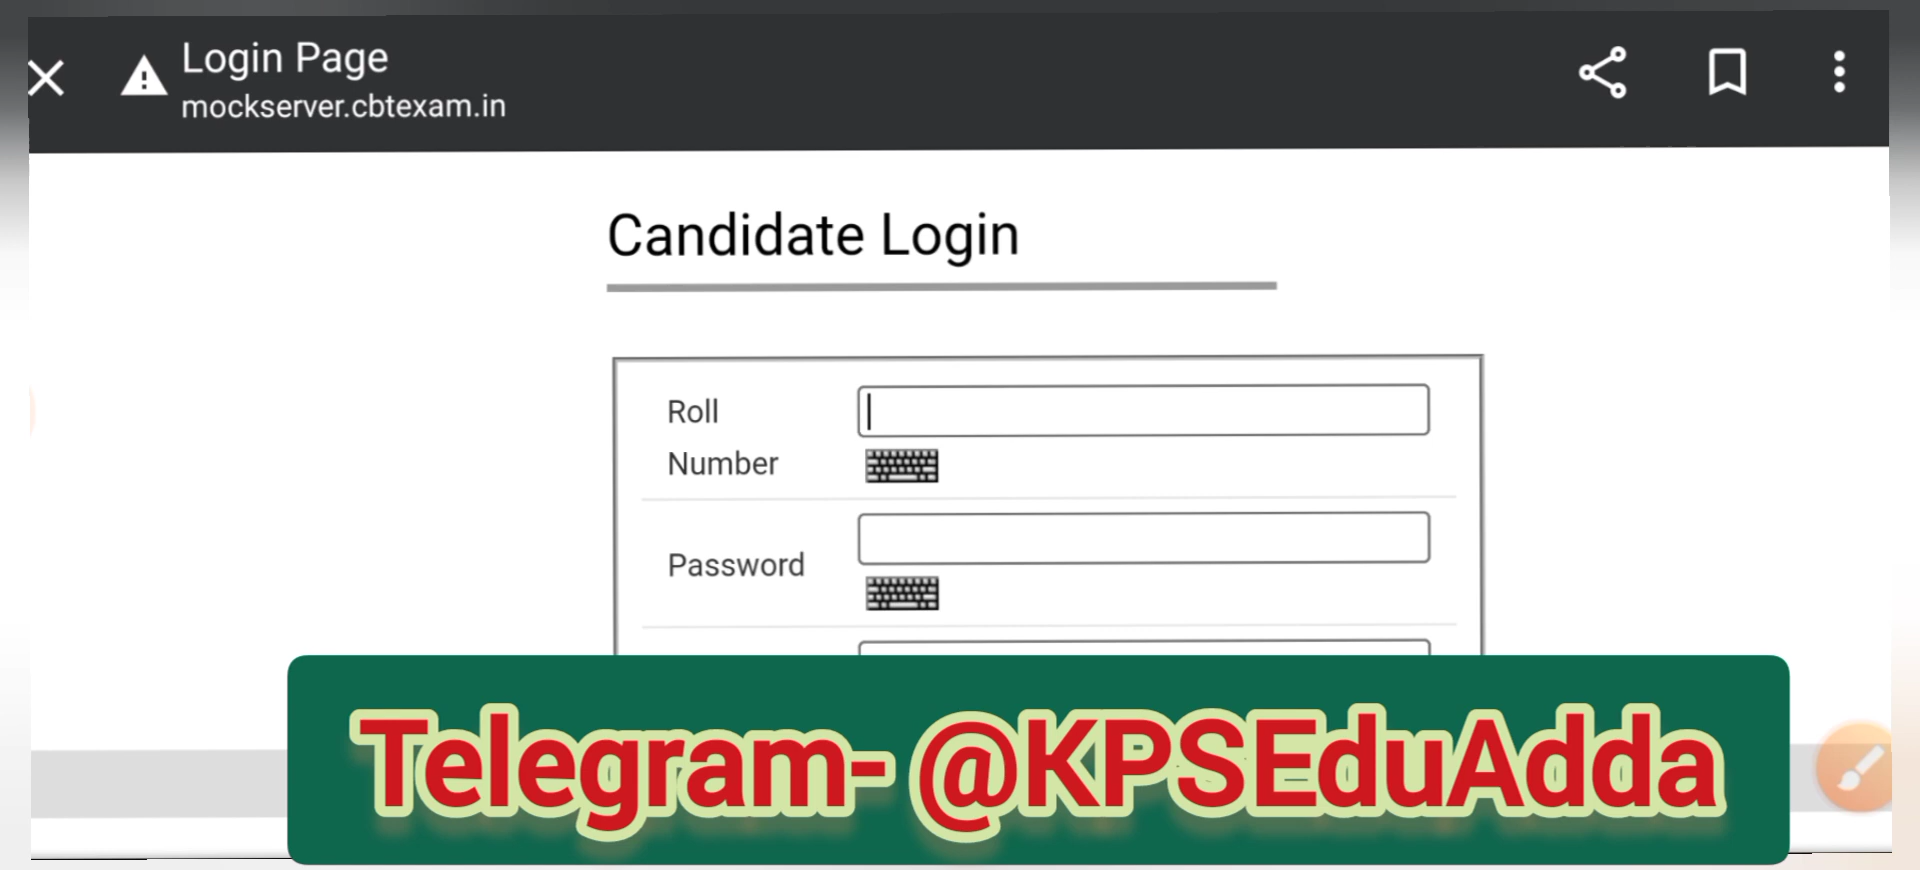 Login Page
mockserver.cbtexam.in
Candidate Login
Roll
Number
Password
Telegram- @KPSEduAdda